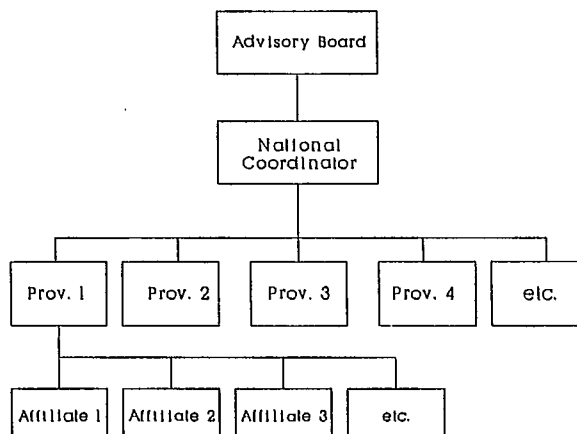 Advisory Board
National
Coordinator
Prov. 1
Prov. 2
Prov. 3
Prov. 4
etc.
Affiliate 1
Affiliate 2
Affiliate 3
etc.